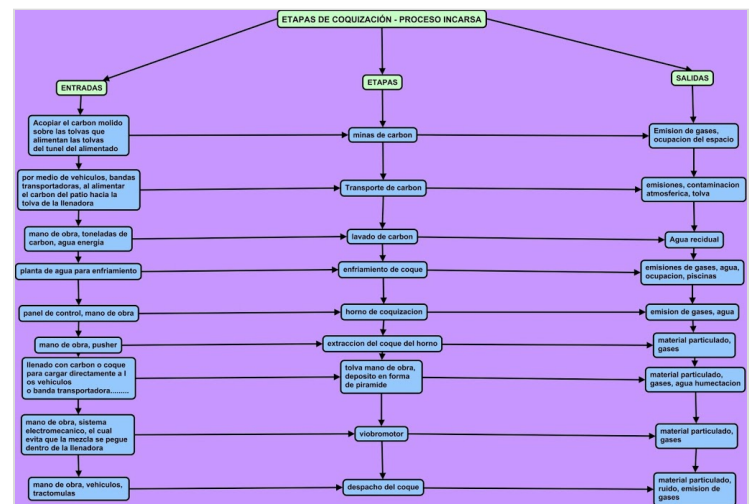 ETAPAS DE COQUIZACIÓN - PROCESO INCARSA
ENTRADAS
ETAPAS
SALIDAS
Acopiar el carbon molido
sobre las tolvas que
alimentan las tolvas
del tunel del alimentado
minas de carbon
Emision de gases,
ocupacion del espacio
por medio de vehiculos, bandas
transportadoras, al alimentar
el carbon del patio hacia la
tolva de la llenadora
Transporte de carbon
emisiones, contaminacion
atmosferica, tolva
mano de obra, toneladas de
carbon, agua energia
lavado de carbon
Agua recidual
planta de agua para enfriamiento
enfriamiento de coque
emisiones de gases, agua,
ocupacion, piscinas
panel de control, mano de obra
horno de coquizacion
emision de gases, agua
mano de obra, pusher
extraccion del coque del horno
material particulado,
gases
llenado con carbon o coque
para cargar directamente a l
os vehiculos
o banda transportadora.........
tolva mano de obra,
deposito en forma
de piramide
material particulado,
gases, agua humectacion
mano de obra, sistema
electromecanico, el cual
evita que la mezcla se pegue
dentro de la llenadora
viobromotor
material particulado,
gases
mano de obra, vehiculos,
tractomulas
despacho del coque
material particulado,
ruido, emision de
gases